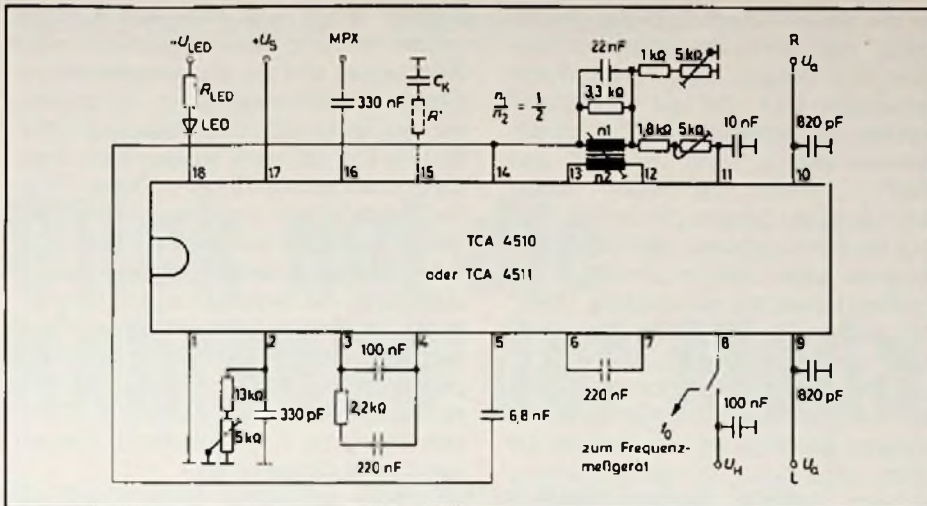 -U_LED
+U_S
MPX
R
R_LED
LED
330 nF
C_K
R'
n1/n2 = 1/2
22 nF
1 kΩ
5 kΩ
3,3 kΩ
1,8 kΩ
5 kΩ
10 nF
U_a
820 pF
n1
n2
18
17
16
15
14
13
12
11
10
TCA 4510
oder TCA 4511
1
2
3
4
5
6
7
8
9
13 kΩ
5 kΩ
330 pF
100 nF
2,2 kΩ
220 nF
6,8 nF
220 nF
f_0
zum Frequenz-
meßgerät
100 nF
820 pF
U_H
U_a
L